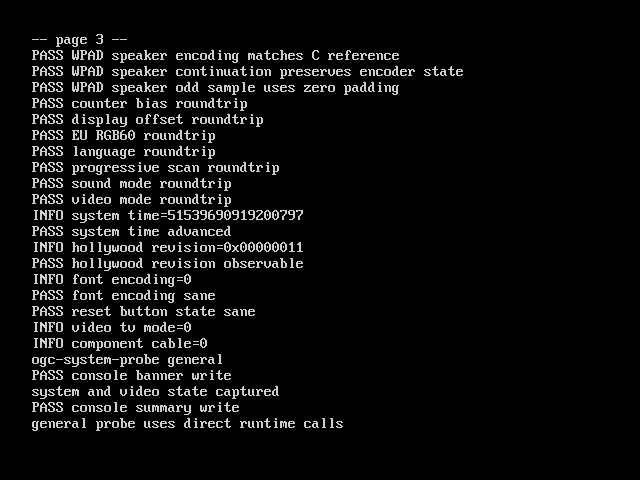 -- page 3 --
PASS WPAD speaker encoding matches C reference
PASS WPAD speaker continuation preserves encoder state
PASS WPAD speaker odd sample uses zero padding
PASS counter bias roundtrip
PASS display offset roundtrip
PASS EU RGB60 roundtrip
PASS language roundtrip
PASS progressive scan roundtrip
PASS sound mode roundtrip
PASS video mode roundtrip
INFO system time=51539690919200797
PASS system time advanced
INFO hollywood revision=0x00000011
PASS hollywood revision observable
INFO font encoding=0
PASS font encoding sane
PASS reset button state sane
INFO video tv mode=0
INFO component cable=0
ogc-system-probe general
PASS console banner write
system and video state captured
PASS console summary write
general probe uses direct runtime calls